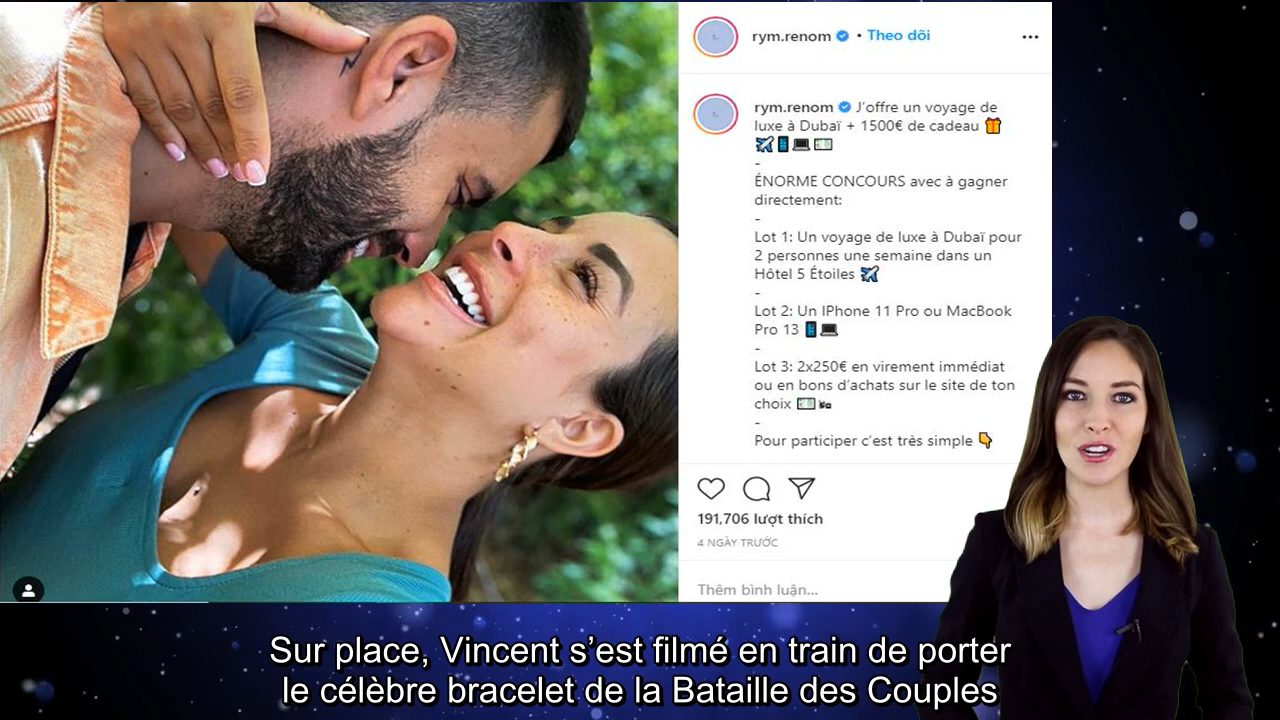 rym.renom • Theo dõi
rym.renom J’offre un voyage de
luxe à Dubaï + 1500€ de cadeau 🎁
✈️📱💻💵
-
ÉNORME CONCOURS avec à gagner
directement:
-
Lot 1: Un voyage de luxe à Dubaï pour
2 personnes une semaine dans un
Hôtel 5 Étoiles ✈️
-
Lot 2: Un IPhone 11 Pro ou MacBook
Pro 13 📱💻
-
Lot 3: 2x250€ en virement immédiat
ou en bons d’achats sur le site de ton
choix 💵🛍
-
Pour participer c’est très simple 👇
191,706 lượt thích
4 NGÀY TRƯỚC
Thêm bình luận...
Sur place, Vincent s’est filmé en train de porter
le célèbre bracelet de la Bataille des Couples